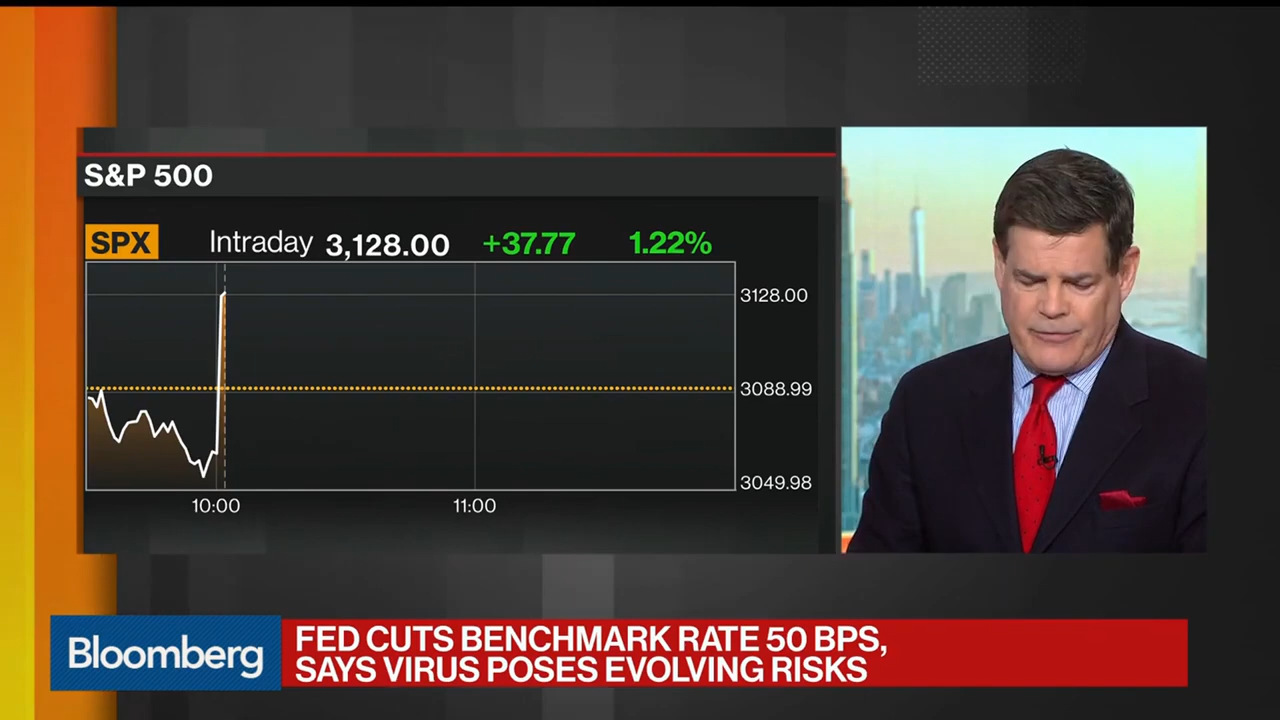 S&P 500
SPX Intraday 3,128.00 +37.77 1.22%
3128.00
3088.99
3049.98
10:00 11:00
Bloomberg
FED CUTS BENCHMARK RATE 50 BPS,
SAYS VIRUS POSES EVOLVING RISKS